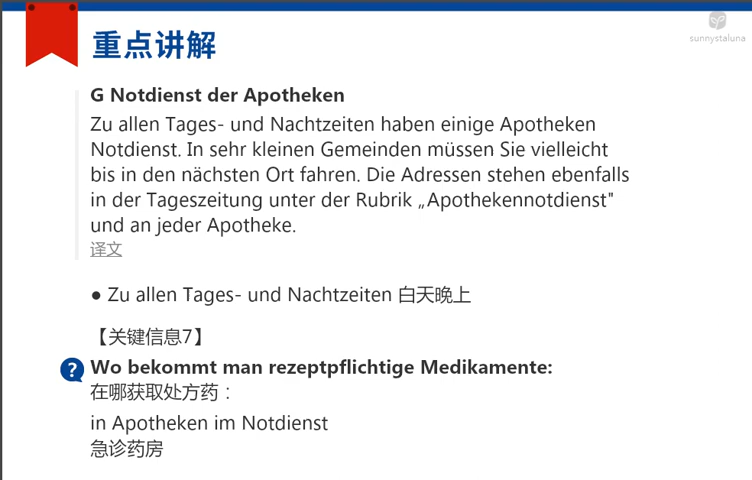 sunnystaluna
重点讲解
G Notdienst der Apotheken
Zu allen Tages- und Nachtzeiten haben einige Apotheken
Notdienst. In sehr kleinen Gemeinden müssen Sie vielleicht
bis in den nächsten Ort fahren. Die Adressen stehen ebenfalls
in der Tageszeitung unter der Rubrik „Apothekennotdienst"
und an jeder Apotheke.
译文
● Zu allen Tages- und Nachtzeiten 白天晚上
【关键信息7】
? Wo bekommt man rezeptpflichtige Medikamente:
在哪获取处方药：
in Apotheken im Notdienst
急诊药房